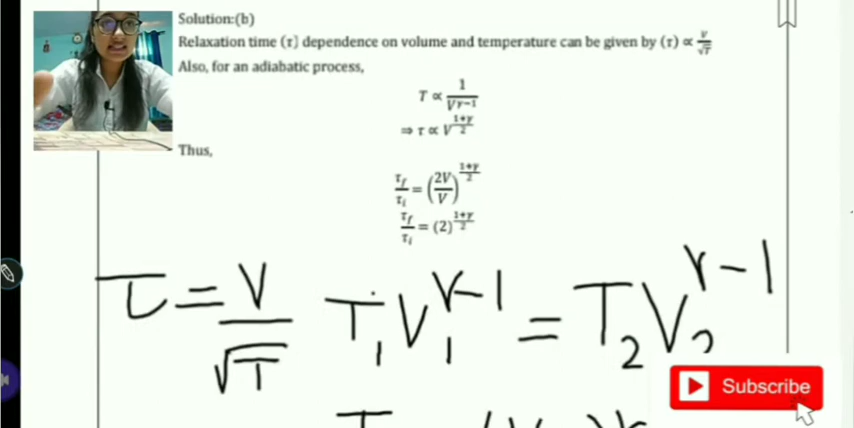 Solution:(b)
Relaxation time (τ) dependence on volume and temperature can be given by (τ) ∝ V/√T
Also, for an adiabatic process,
T ∝ 1/V^(γ−1)
⇒ τ ∝ V^((1+γ)/2)
Thus,
τ_f/τ_i = (2V/V)^((1+γ)/2)
τ_f/τ_i = (2)^((1+γ)/2)
τ = V/√T T₁V₁^(γ−1) = T₂V₂^(γ−1)
Subscribe